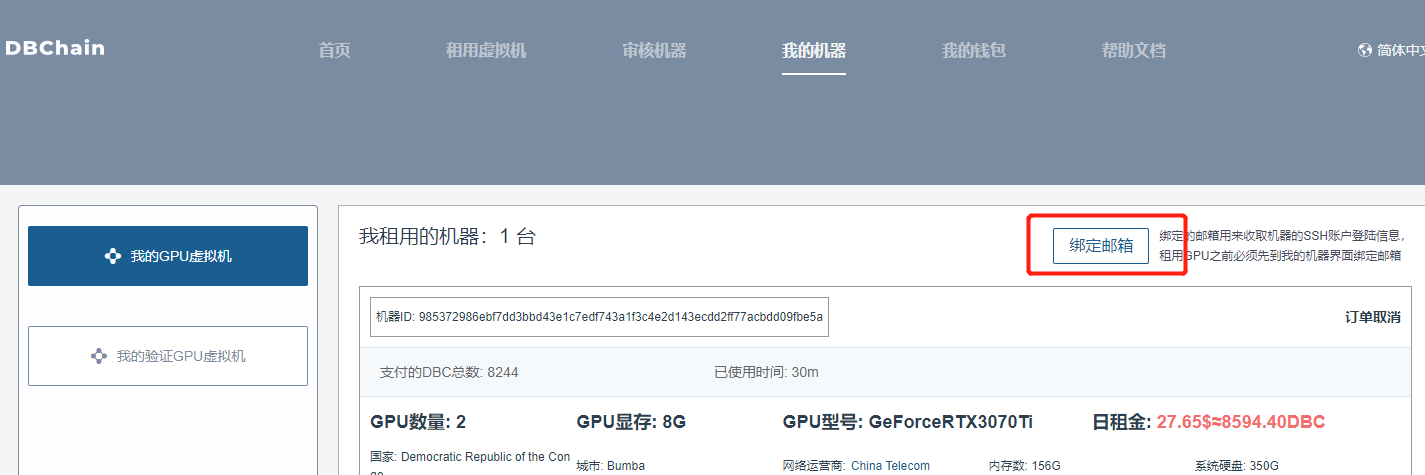 DBChain 首页 租用虚拟机 审核机器 我的机器 我的钱包 帮助文档 简体中文
我的GPU虚拟机
我的验证GPU虚拟机
我租用的机器：1 台
绑定邮箱
绑定的邮箱用来收取机器的SSH账户登陆信息，
租用GPU之前必须先到我的机器界面绑定邮箱
机器ID: 985372986ebf7dd3bbd43e1c7edf743a1f3c4e2d143ecdd2ff77acbdd09fbe5a 订单取消
支付的DBC总数: 8244 已使用时间: 30m
GPU数量: 2 GPU显存: 8G GPU型号: GeForceRTX3070Ti 日租金: 27.65$≈8594.40DBC
国家: Democratic Republic of the Con
go
城市: Bumba 网络运营商: China Telecom 内存数: 156G 系统硬盘: 350G